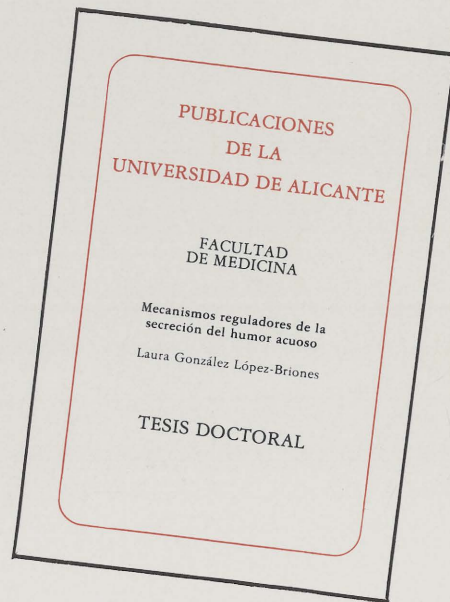 PUBLICACIONES
DE LA
UNIVERSIDAD DE ALICANTE
FACULTAD
DE MEDICINA
Mecanismos reguladores de la
secreción del humor acuoso
Laura González López-Briones
TESIS DOCTORAL